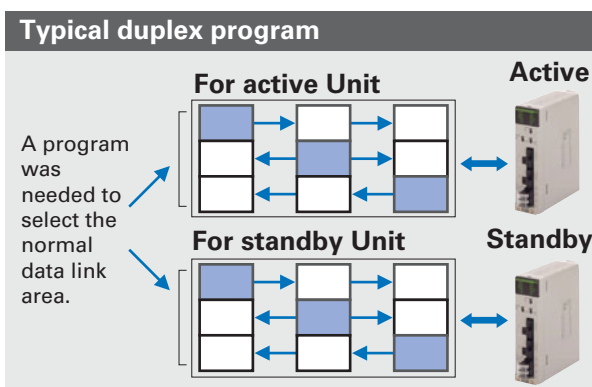 Typical duplex program
For active Unit
Active
A program
was
needed to
select the
normal
data link
area.
For standby Unit
Standby